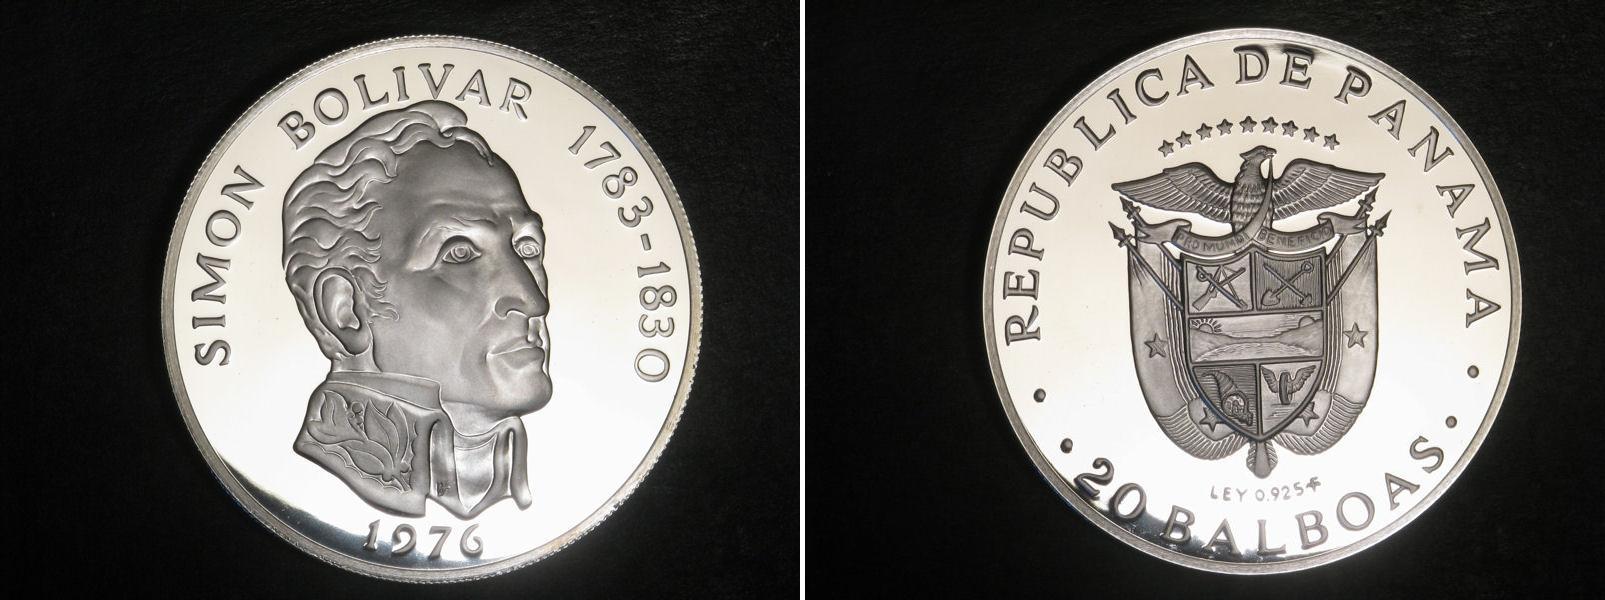 SIMON BOLIVAR 1783-1830
1976
REPUBLICA DE PANAMA
PRO MUNDI BENEFICIO
LEY 0.925
20 BALBOAS